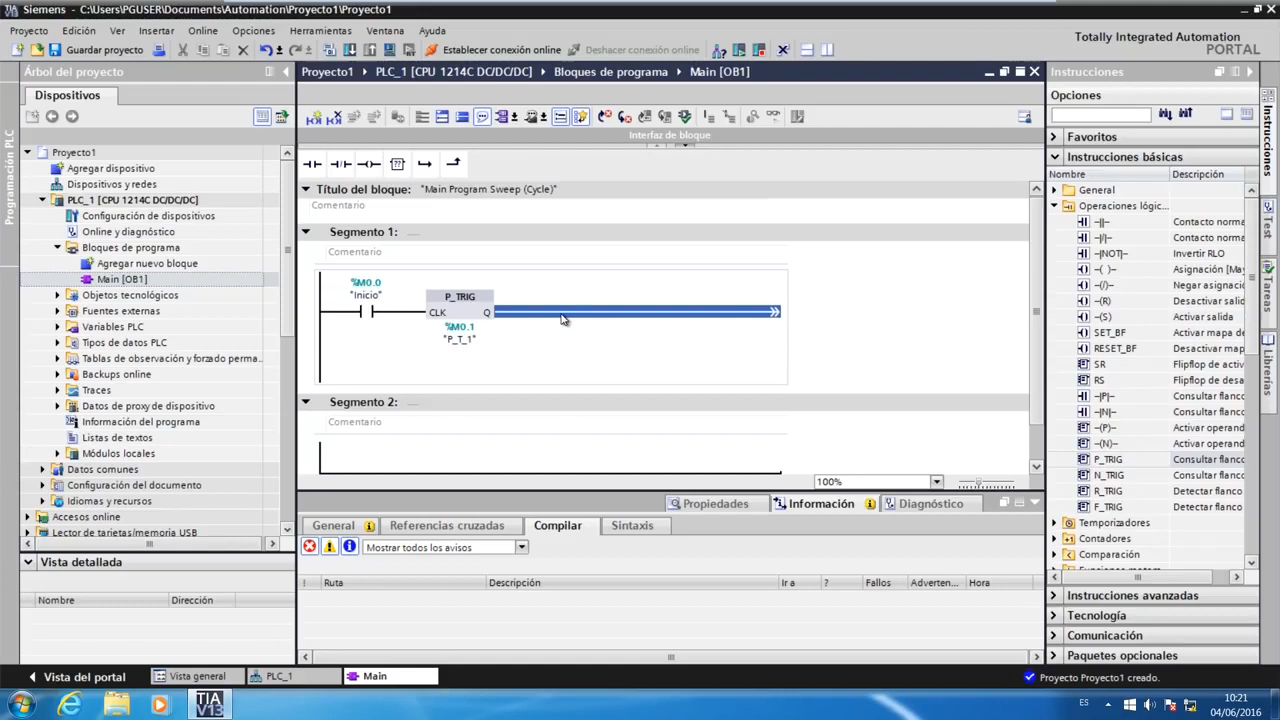 Siemens - C:\Users\PGUSER\Documents\Automation\Proyecto1\Proyecto1
Proyecto Edición Ver Insertar Online Opciones Herramientas Ventana Ayuda
Totally Integrated Automation
PORTAL
Guardar proyecto Establecer conexión online Deshacer conexión online
Árbol del proyecto
Proyecto1 PLC_1 [CPU 1214C DC/DC/DC] Bloques de programa Main [OB1]
Instrucciones
Dispositivos
Opciones
Programación PLC
Proyecto1
Agregar dispositivo
Dispositivos y redes
PLC_1 [CPU 1214C DC/DC/DC]
Configuración de dispositivos
Online y diagnóstico
Bloques de programa
Agregar nuevo bloque
Main [OB1]
Objetos tecnológicos
Fuentes externas
Variables PLC
Tipos de datos PLC
Tablas de observación y forzado perma...
Backups online
Traces
Datos de proxy de dispositivo
Información del programa
Listas de textos
Módulos locales
Datos comunes
Configuración del documento
Idiomas y recursos
Accesos online
Lector de tarjetas/memoria USB
Vista detallada
Nombre Dirección
Interfaz de bloque
Título del bloque: "Main Program Sweep (Cycle)"
Comentario
Segmento 1:
Comentario
%M0.0
"Inicio"
P_TRIG
CLK Q
%M0.1
"P_T_1"
Segmento 2:
Comentario
100%
Propiedades Información Diagnóstico
General Referencias cruzadas Compilar Sintaxis
Mostrar todos los avisos
! Ruta Descripción Ir a ? Fallos Adverten... Hora
Favoritos
Instrucciones básicas
Nombre Descripción
General
Operaciones lógic...
-||- Contacto norma
-|/|- Contacto norma
-|NOT|- Invertir RLO
-( )- Asignación [Ma
-(/)- Negar asignació
-(R) Desactivar salid
-(S) Activar salida
SET_BF Activar mapa de
RESET_BF Desactivar map
SR Flipflop de activ
RS Flipflop de desa
-|P|- Consultar flanco
-|N|- Consultar flanco
-(P)- Activar operand
-(N)- Activar operand
P_TRIG Consultar flanco
N_TRIG Consultar flanco
R_TRIG Detectar flanco
F_TRIG Detectar flanco
Temporizadores
Contadores
Comparación
Instrucciones avanzadas
Tecnología
Comunicación
Paquetes opcionales
Instrucciones
Test
Tareas
Librerías
Vista del portal Vista general PLC_1 Main
Proyecto Proyecto1 creado.
TIA
V13
ES
10:21
04/06/2016